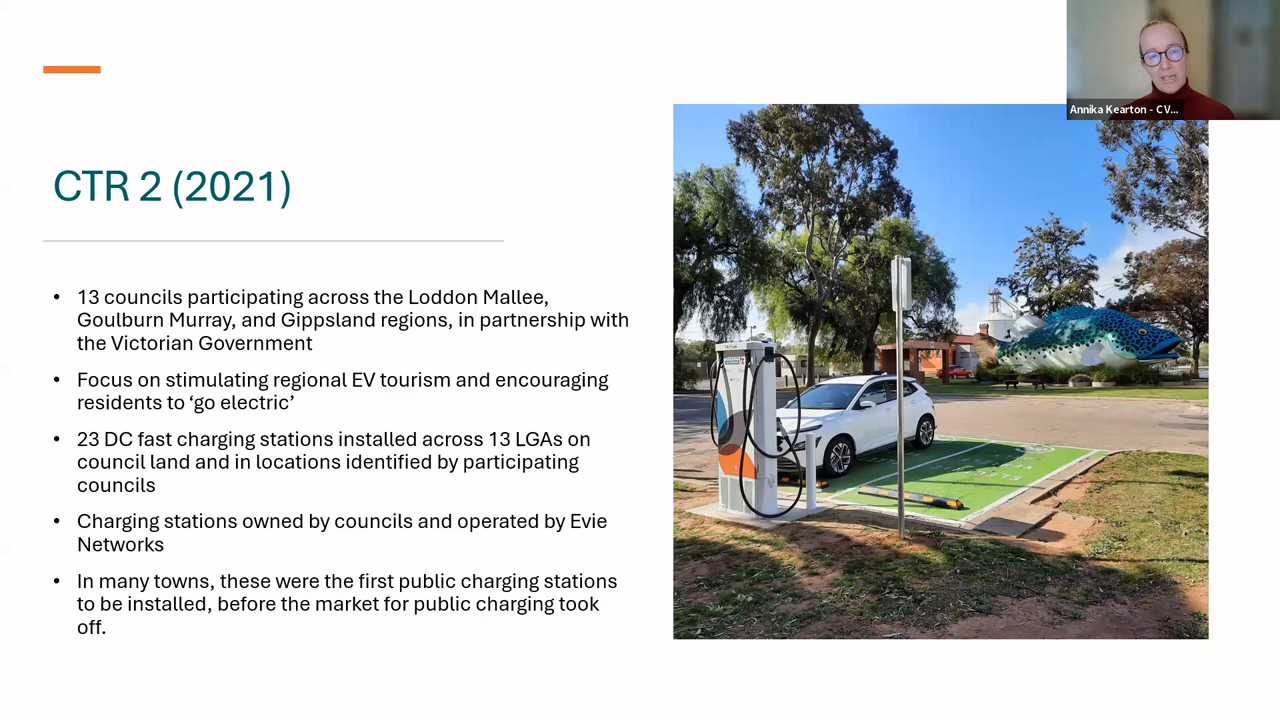 Annika Kearton - CV...
CTR 2 (2021)
• 13 councils participating across the Loddon Mallee,
Goulburn Murray, and Gippsland regions, in partnership with
the Victorian Government
• Focus on stimulating regional EV tourism and encouraging
residents to ‘go electric’
• 23 DC fast charging stations installed across 13 LGAs on
council land and in locations identified by participating
councils
• Charging stations owned by councils and operated by Evie
Networks
• In many towns, these were the first public charging stations
to be installed, before the market for public charging took
off.